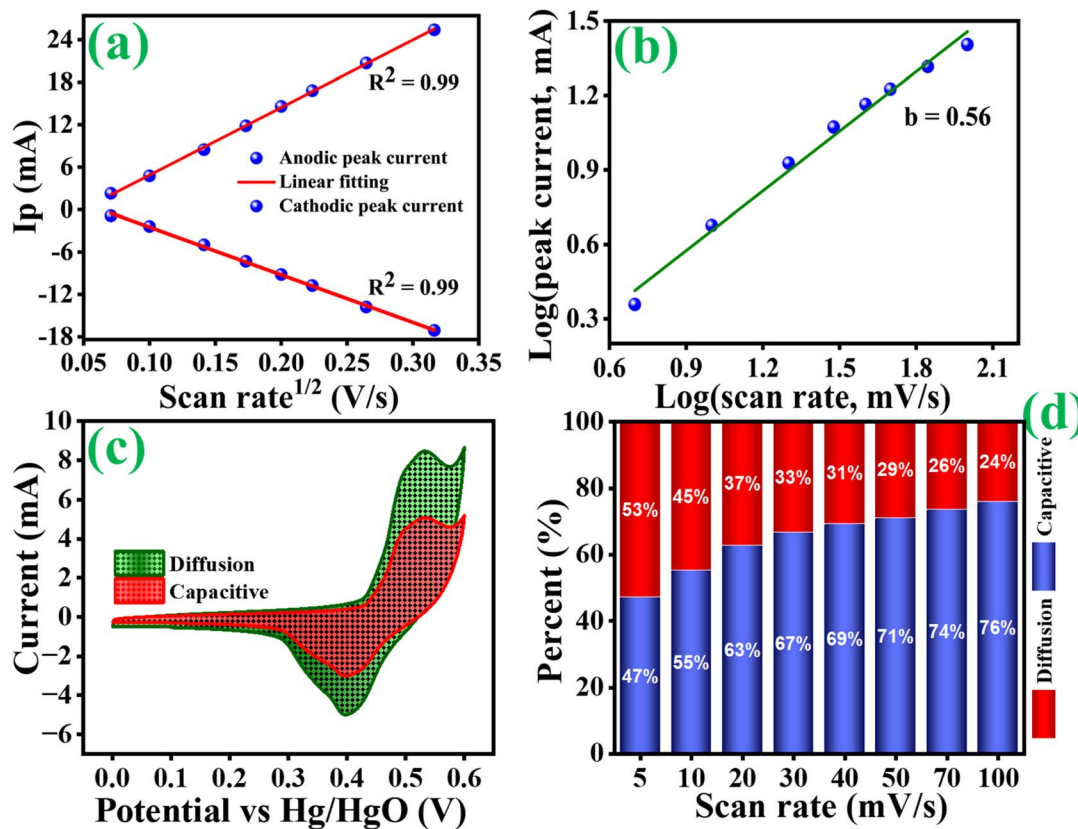 (a)
24
18
12
6
0
-6
-12
-18
Ip (mA)
R2 = 0.99
Anodic peak current
Linear fitting
Cathodic peak current
R2 = 0.99
0.05 0.10 0.15 0.20 0.25 0.30 0.35
Scan rate1/2 (V/s)
(b)
1.5
1.2
0.9
0.6
0.3
Log(peak current, mA)
b = 0.56
0.6 0.9 1.2 1.5 1.8 2.1
Log(scan rate, mV/s)
(c)
10
8
6
4
2
0
−2
−4
−6
Current (mA)
Diffusion
Capacitive
0.0 0.1 0.2 0.3 0.4 0.5 0.6
Potential vs Hg/HgO (V)
(d)
100
80
60
40
20
0
Percent (%)
53% 45% 37% 33% 31% 29% 26% 24%
47% 55% 63% 67% 69% 71% 74% 76%
5 10 20 30 40 50 70 100
Scan rate (mV/s)
Capacitive
Diffusion